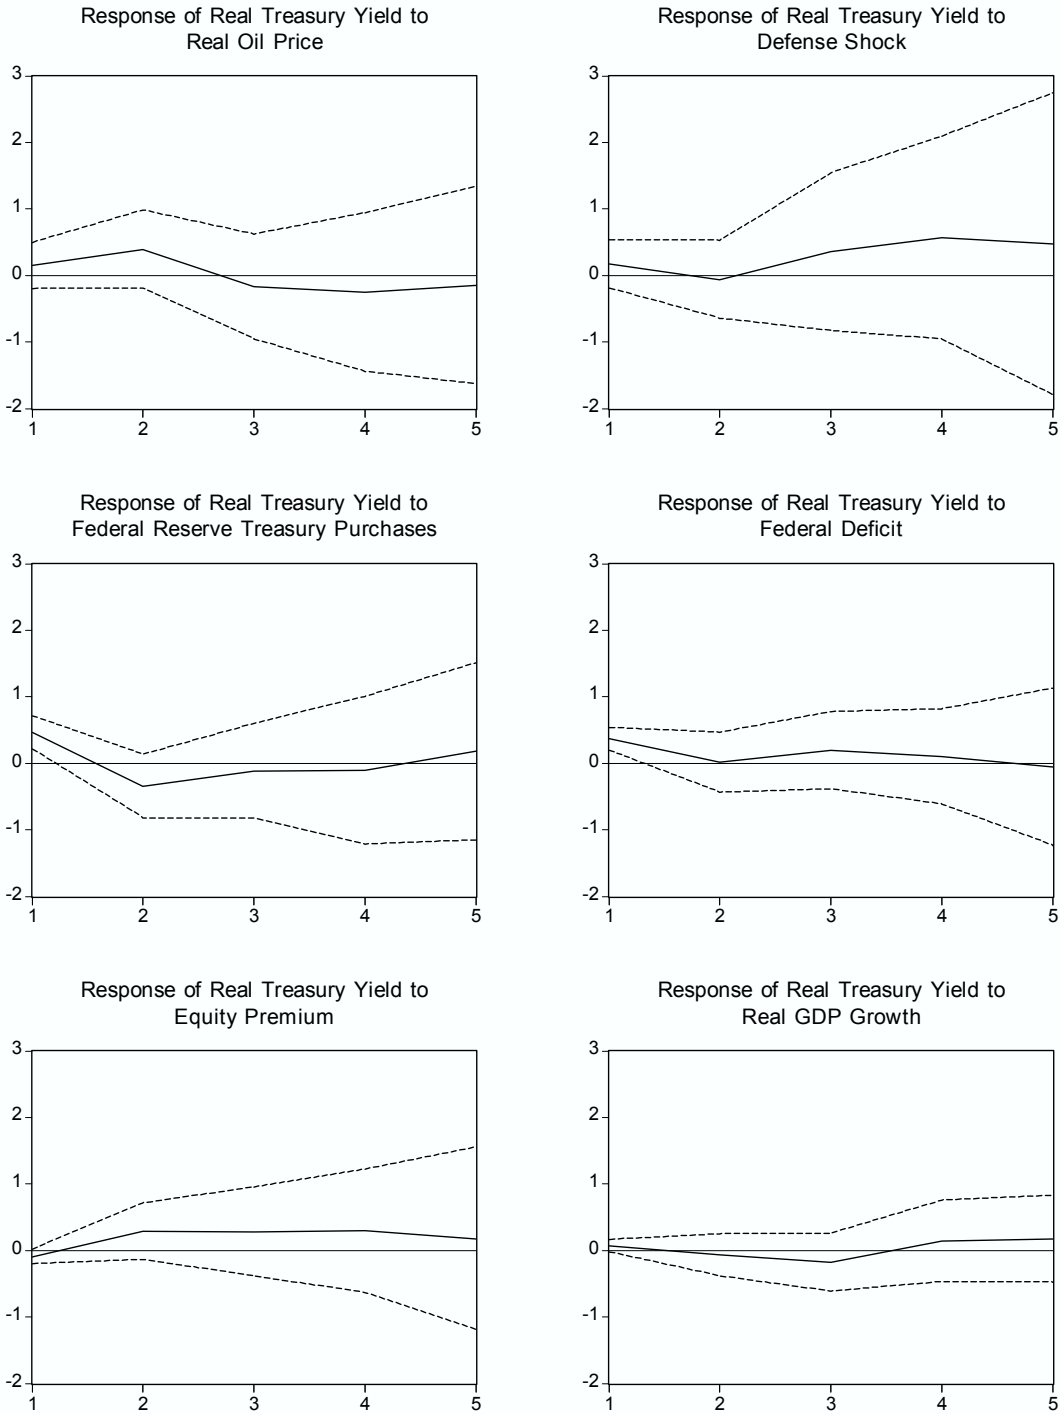 Response of Real Treasury Yield to
Real Oil Price
3
2
1
0
-1
-2
1 2 3 4 5
Response of Real Treasury Yield to
Defense Shock
3
2
1
0
-1
-2
1 2 3 4 5
Response of Real Treasury Yield to
Federal Reserve Treasury Purchases
3
2
1
0
-1
-2
1 2 3 4 5
Response of Real Treasury Yield to
Federal Deficit
3
2
1
0
-1
-2
1 2 3 4 5
Response of Real Treasury Yield to
Equity Premium
3
2
1
0
-1
-2
1 2 3 4 5
Response of Real Treasury Yield to
Real GDP Growth
3
2
1
0
-1
-2
1 2 3 4 5